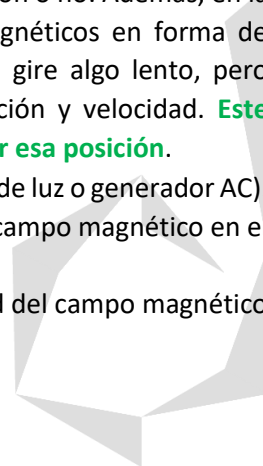 gnéticos en forma de
gire algo lento, pero
ción y velocidad. Este
r esa posición.
de luz o generador AC)
campo magnético en e
d del campo magnético